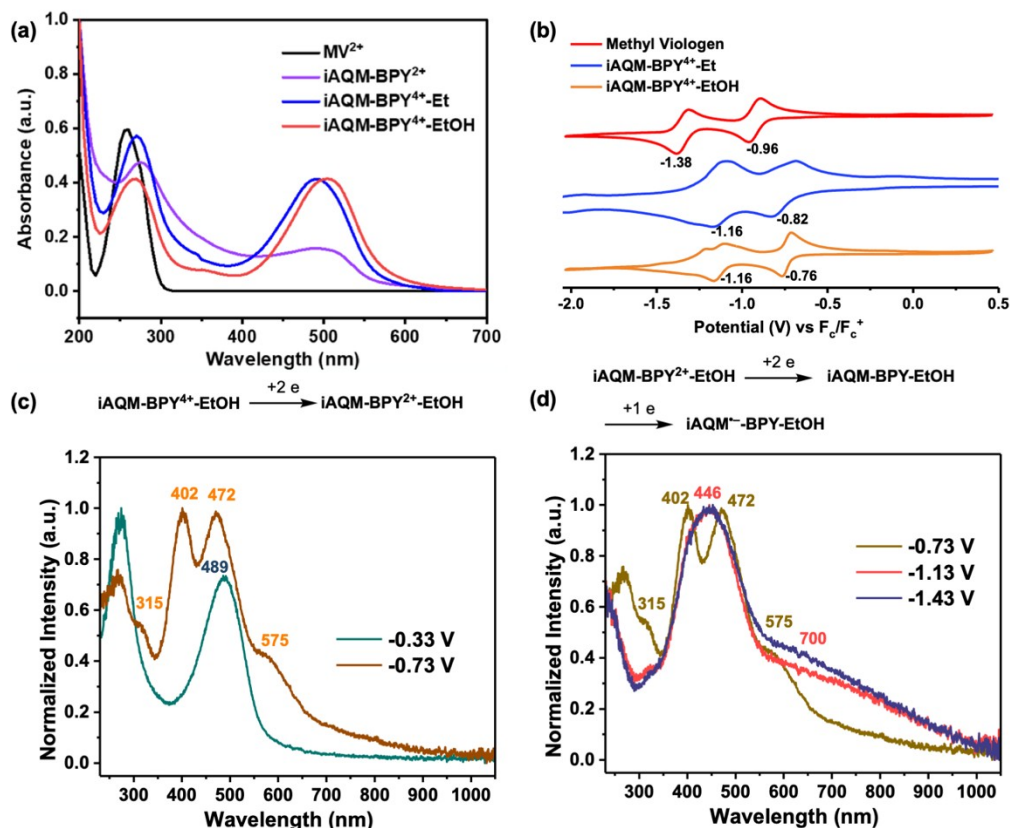 (a)
MV²⁺
iAQM-BPY²⁺
iAQM-BPY⁴⁺-Et
iAQM-BPY⁴⁺-EtOH
Absorbance (a.u.)
1.0
0.8
0.6
0.4
0.2
0.0
200 300 400 500 600 700
Wavelength (nm)
(b)
Methyl Viologen
iAQM-BPY⁴⁺-Et
iAQM-BPY⁴⁺-EtOH
-1.38 -0.96
-1.16 -0.82
-1.16 -0.76
-2.0 -1.5 -1.0 -0.5 0.0 0.5
Potential (V) vs Fc/Fc⁺
(c)
iAQM-BPY⁴⁺-EtOH +2 e iAQM-BPY²⁺-EtOH
Normalized Intensity (a.u.)
1.2
1.0
0.8
0.6
0.4
0.2
0.0
402 472
489
315
575
-0.33 V
-0.73 V
300 400 500 600 700 800 900 1000
Wavelength (nm)
iAQM-BPY²⁺-EtOH +2 e iAQM-BPY-EtOH
(d)
+1 e iAQM•–-BPY-EtOH
Normalized Intensity (a.u.)
1.2
1.0
0.8
0.6
0.4
0.2
0.0
402 446 472
315
575
700
-0.73 V
-1.13 V
-1.43 V
300 400 500 600 700 800 900 1000
Wavelength (nm)